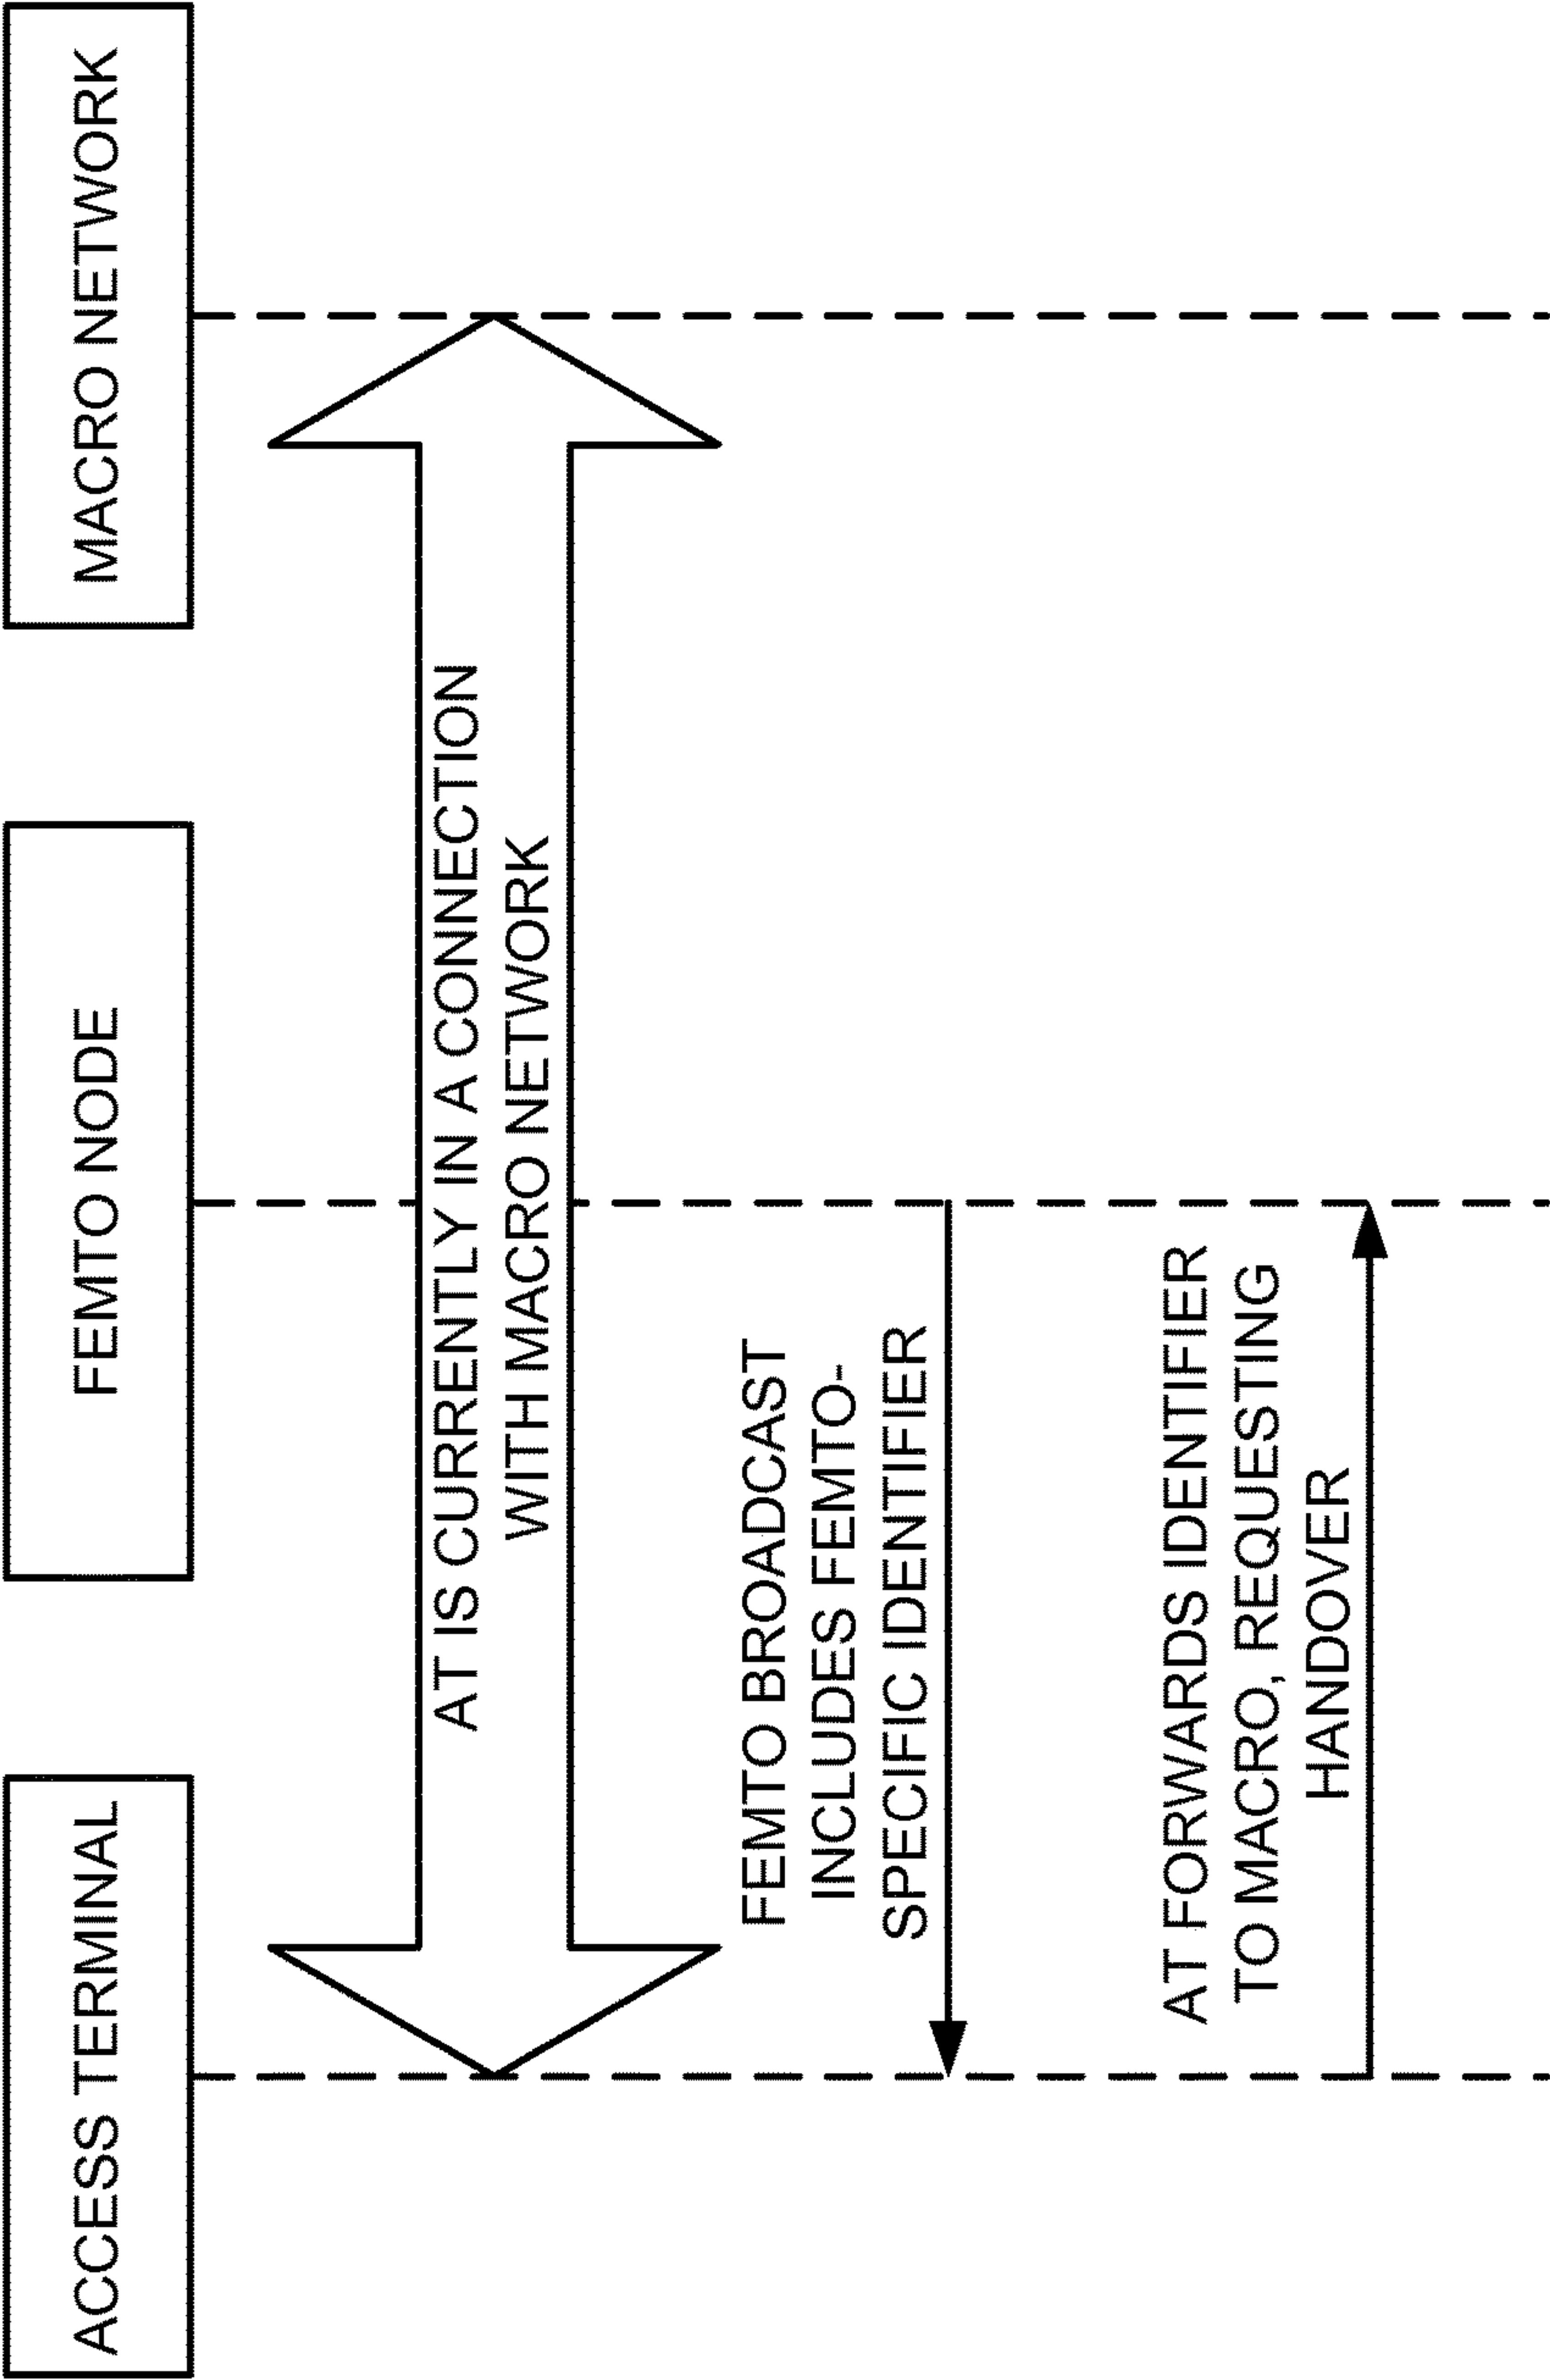 ACCESS TERMINAL
FEMTO NODE
MACRO NETWORK
AT IS CURRENTLY IN A CONNECTION
WITH MACRO NETWORK
FEMTO BROADCAST
INCLUDES FEMTO-
SPECIFIC IDENTIFIER
AT FORWARDS IDENTIFIER
TO MACRO, REQUESTING
HANDOVER